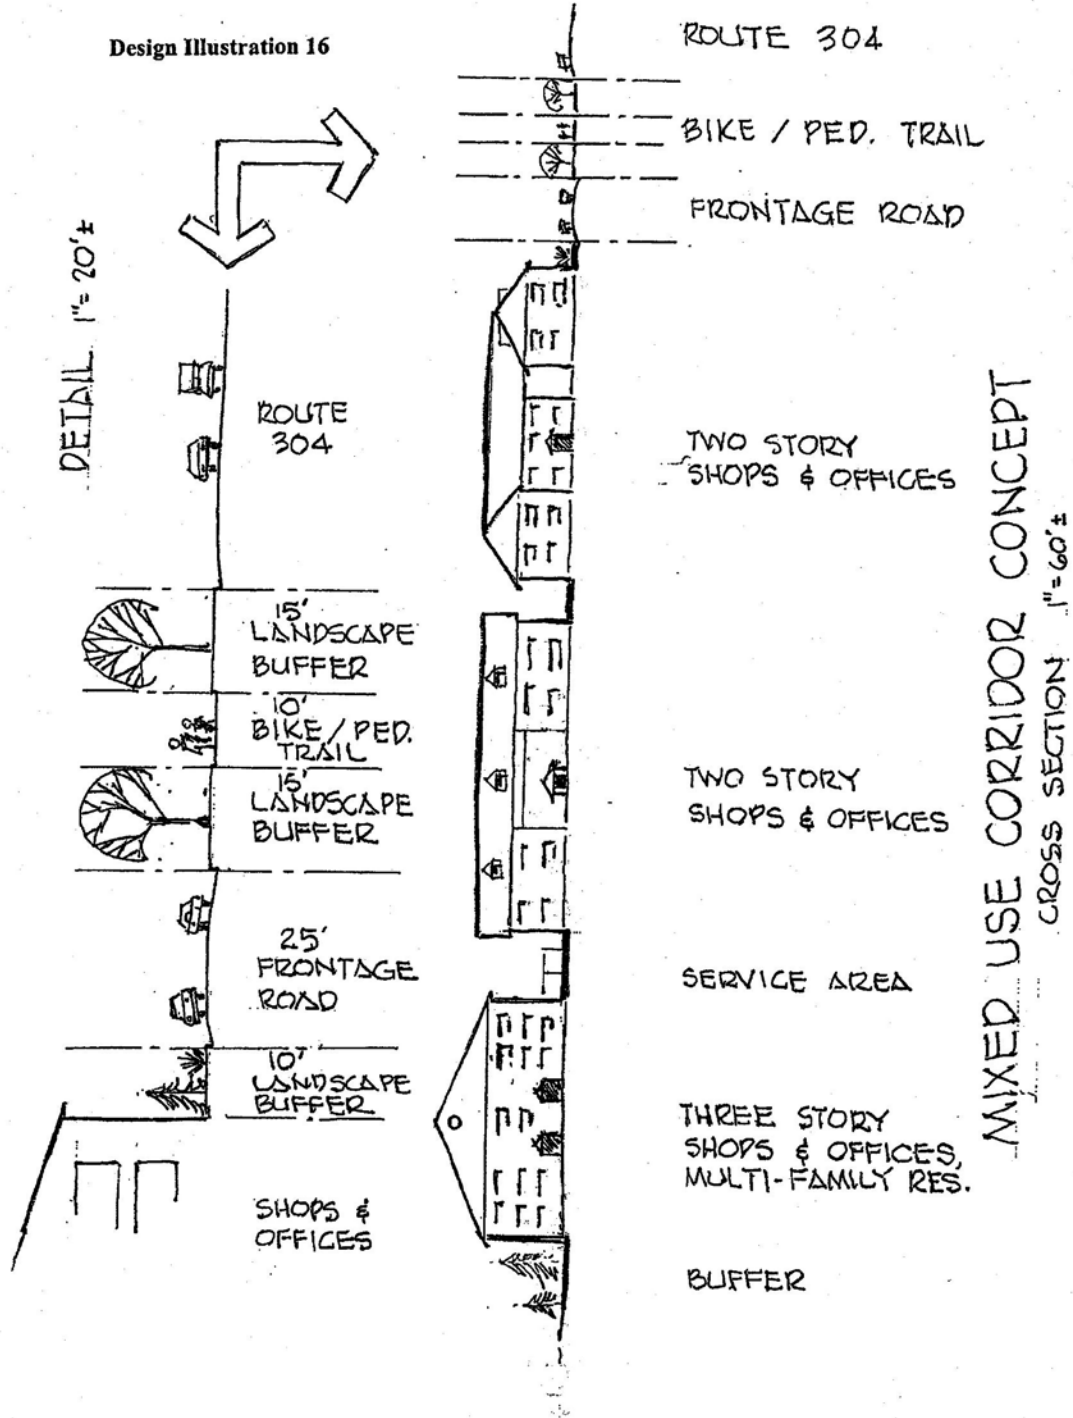 Design Illustration 16
DETAIL 1"= 20'±
ROUTE
304
15'
LANDSCAPE
BUFFER
10'
BIKE / PED.
TRAIL
15'
LANDSCAPE
BUFFER
25'
FRONTAGE
ROAD
10'
LANDSCAPE
BUFFER
SHOPS &
OFFICES
ROUTE 304
BIKE / PED. TRAIL
FRONTAGE ROAD
TWO STORY
SHOPS & OFFICES
TWO STORY
SHOPS & OFFICES
SERVICE AREA
THREE STORY
SHOPS & OFFICES,
MULTI-FAMILY RES.
BUFFER
MIXED USE CORRIDOR CONCEPT
CROSS SECTION 1"= 60'±